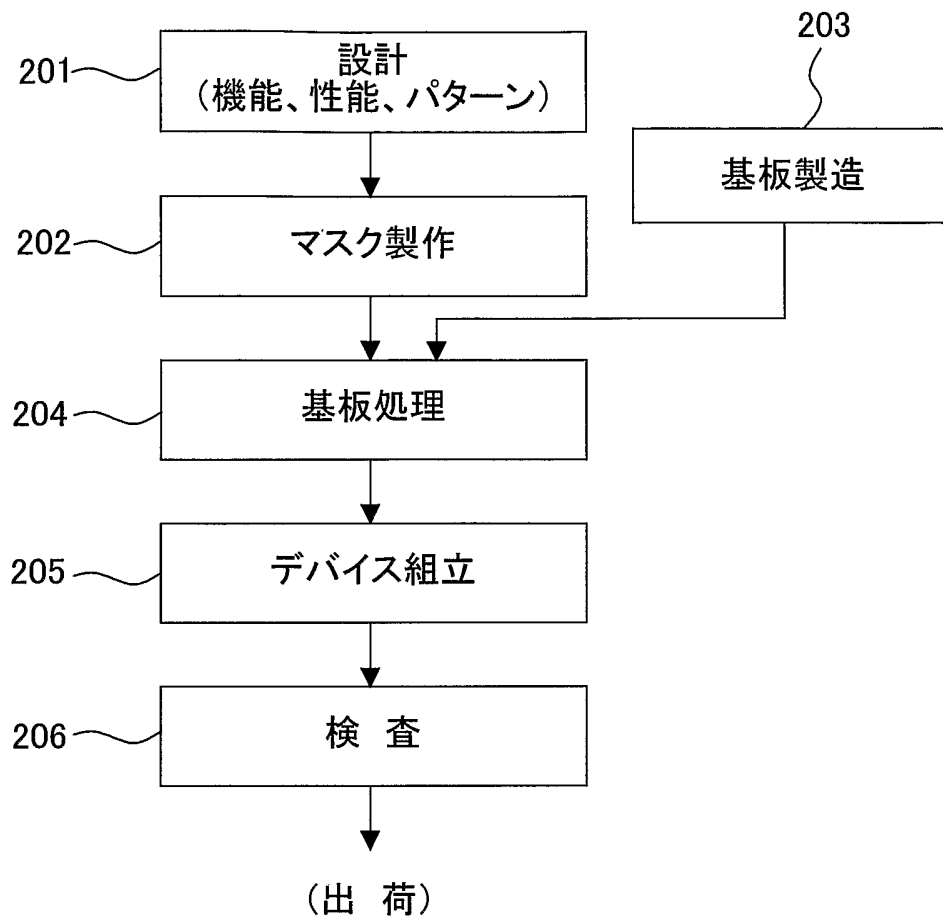 201
設計
(機能、性能、パターン)
203
基板製造
202
マスク製作
204
基板処理
205
デバイス組立
206
検 査
(出 荷)